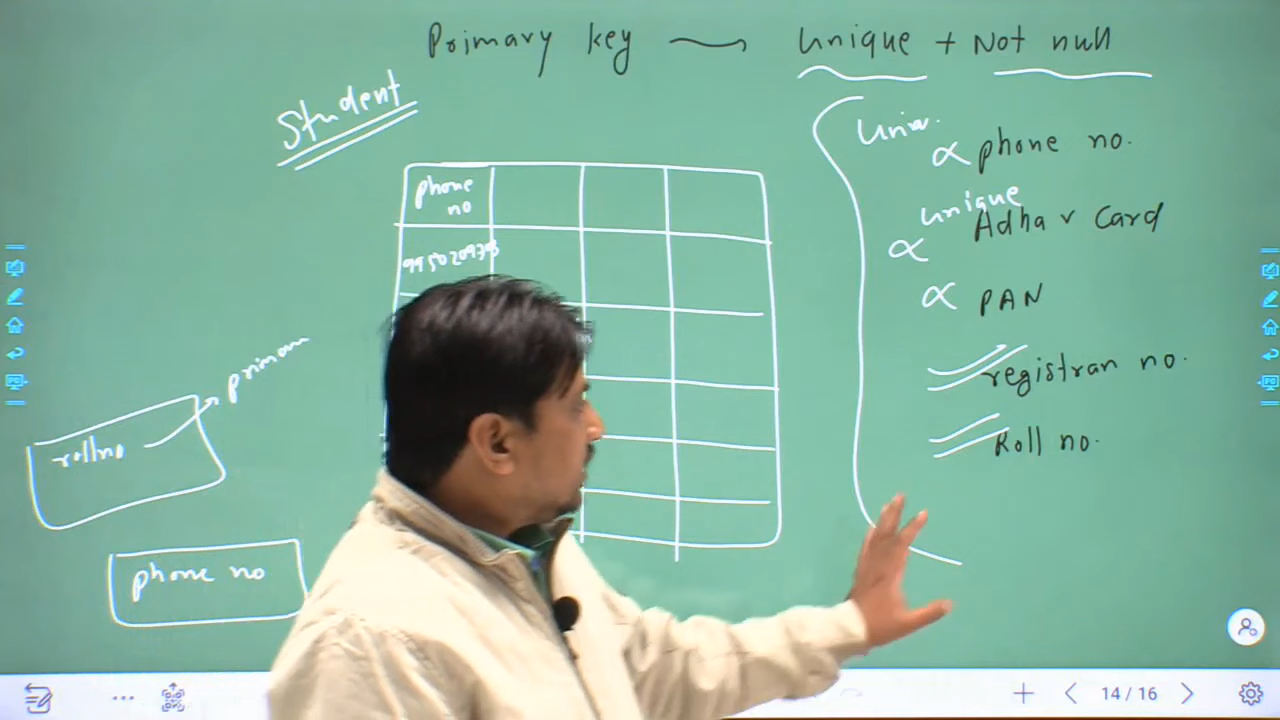 Primary key — Unique + Not null
Student
phone
no
Univ.
∝ phone no.
unique
∝ Adhar Card
∝ PAN
registran no.
Roll no.
primary
rollno
phone no
14 / 16